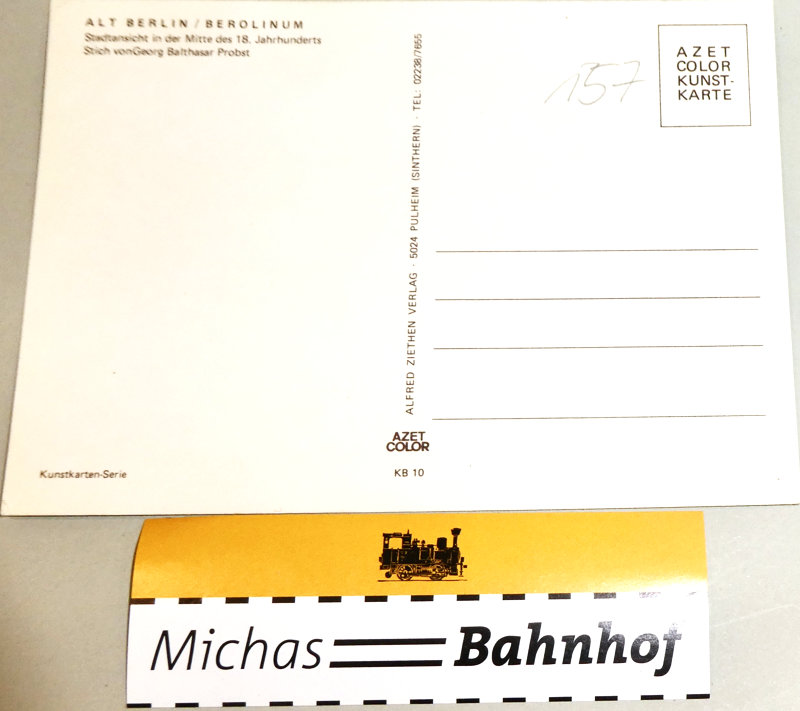 ALT BERLIN / BEROLINUM
Stadtansicht in der Mitte des 18. Jahrhunderts
Stich vonGeorg Balthasar Probst
157
AZET
COLOR
KUNST-
KARTE
ALFRED ZIETHEN VERLAG · 5024 PULHEIM (SINTHERN) · TEL: 02238/7655
AZET
COLOR
Kunstkarten-Serie
KB 10
Michas Bahnhof